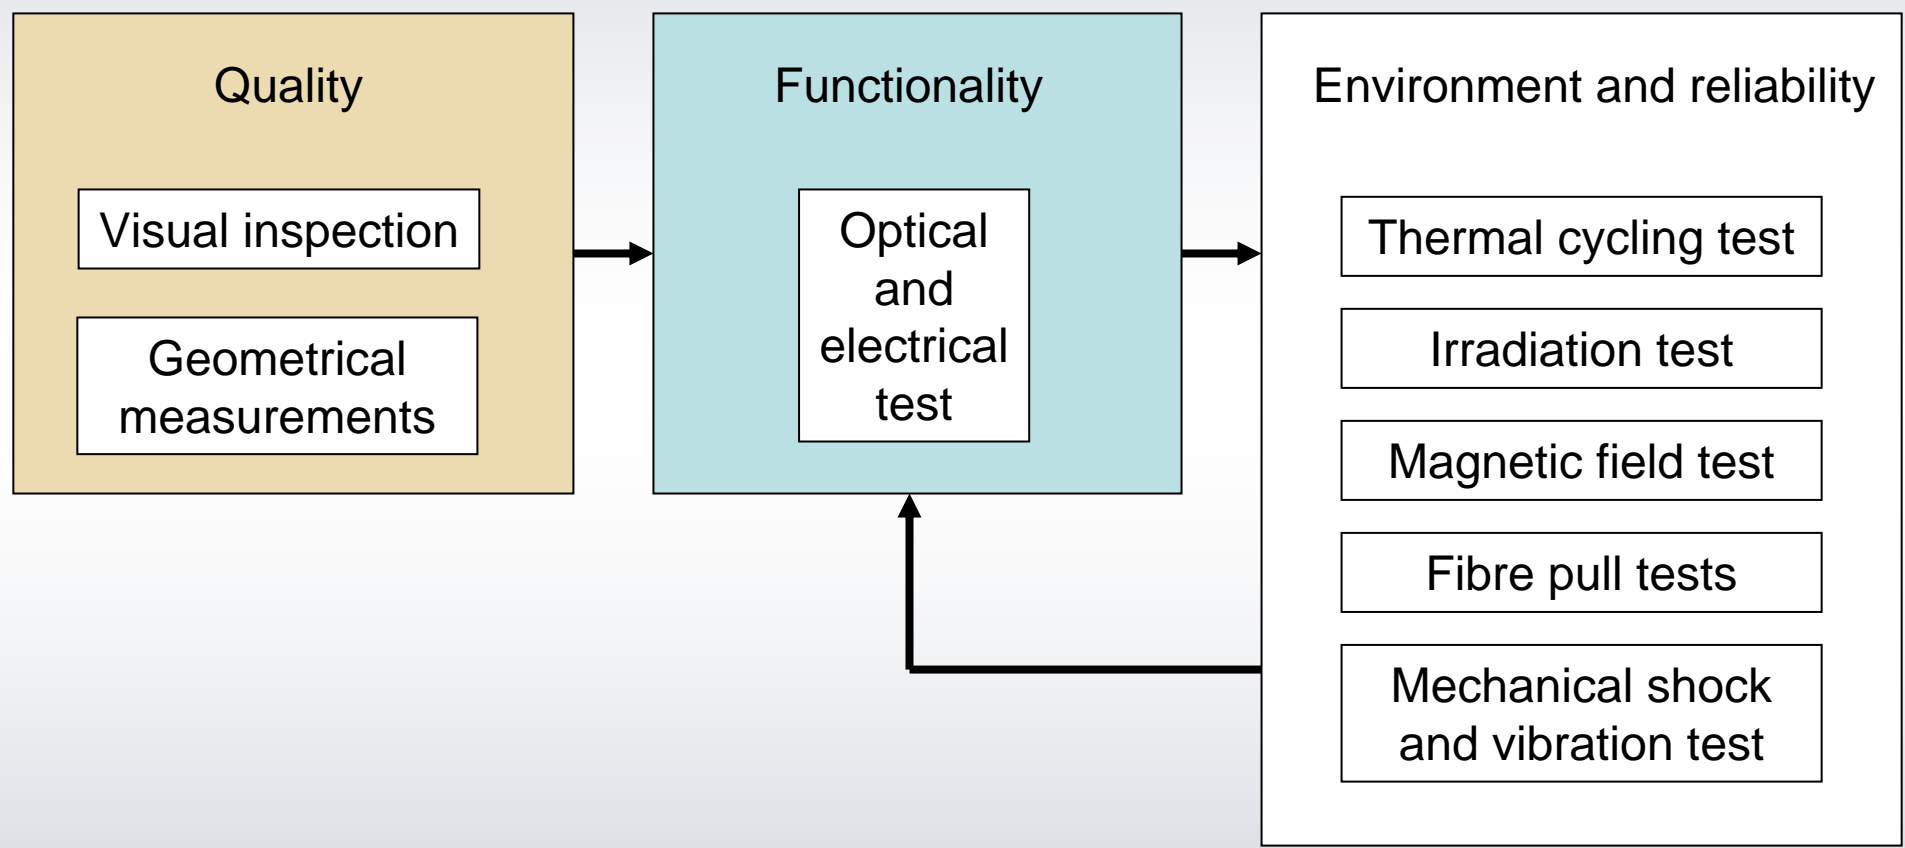 Quality
Visual inspection
Geometrical
measurements
Functionality
Optical
and
electrical
test
Environment and reliability
Thermal cycling test
Irradiation test
Magnetic field test
Fibre pull tests
Mechanical shock
and vibration test